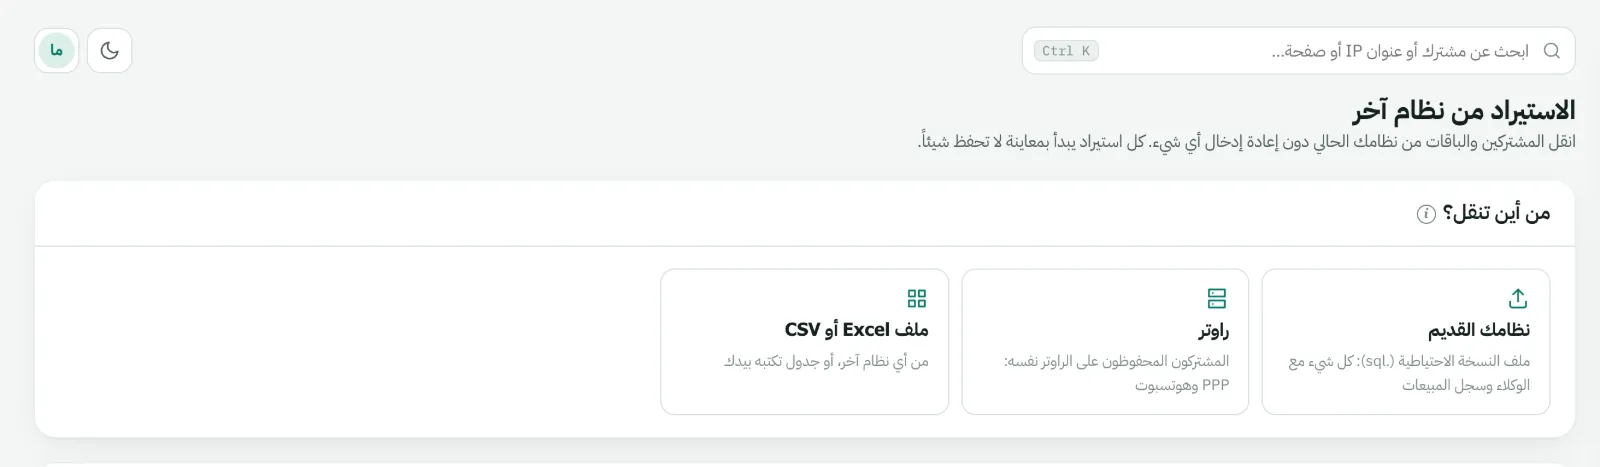 ابحث عن مشترك أو عنوان IP أو صفحة...
Ctrl K
ما
الاستيراد من نظام آخر
انقل المشتركين والباقات من نظامك الحالي دون إعادة إدخال أي شيء. كل استيراد يبدأ بمعاينة لا تحفظ شيئاً.
من أين تنقل؟
نظامك القديم
ملف النسخة الاحتياطية (.sql): كل شيء مع
الوكلاء وسجل المبيعات
راوتر
المشتركون المحفوظون على الراوتر نفسه:
PPP وهوتسبوت
ملف Excel أو CSV
من أي نظام آخر، أو جدول تكتبه بيدك